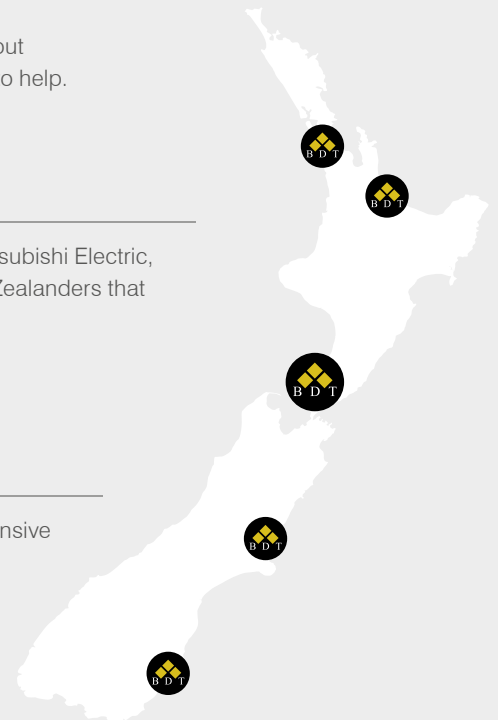 out
o help.
subishi Electric,
Zealanders that
nsive
BDT
BDT
BDT
BDT
BDT